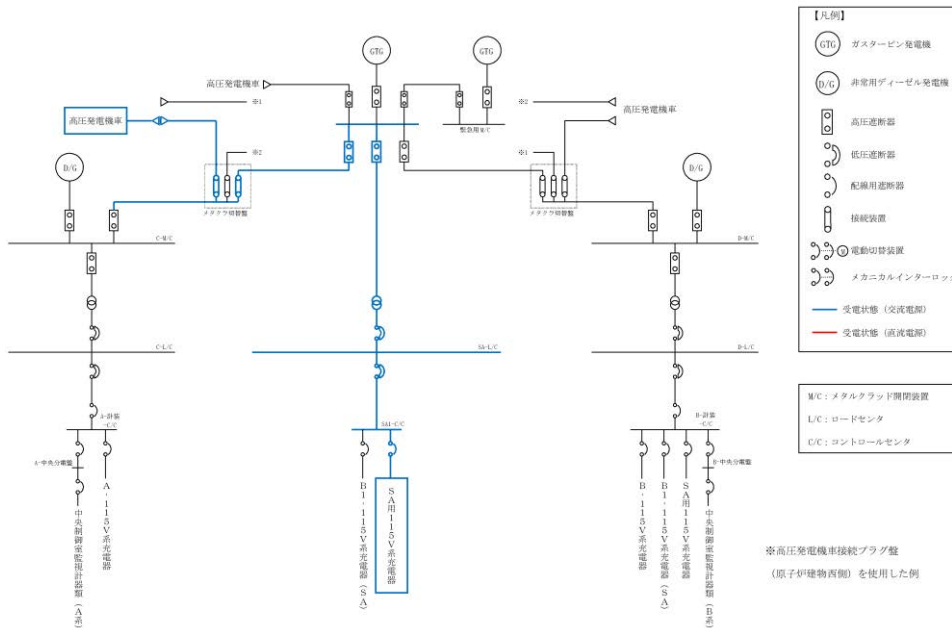 GTG
GTG
高圧発電機車
※1
※2
高圧発電機車
高圧発電機車
緊急用M/C
※2
※1
D/G
D/G
メタクラ切替盤
メタクラ切替盤
C-M/C
D-M/C
C-L/C
SA-L/C
D-L/C
A-計装
-C/C
SA1-C/C
B-計装
-C/C
A-中央分電盤
B-中央分電盤
中央制御室監視計器類（A系）
A-115V系充電器
B1-115V系充電器（SA）
SA用115V系充電器
B-115V系充電器
B1-115V系充電器（SA）
SA用115V系充電器
中央制御室監視計器類（B系）
【凡例】
GTG ガスタービン発電機
D/G 非常用ディーゼル発電機
高圧遮断器
低圧遮断器
配線用遮断器
接続装置
M 電動切替装置
メカニカルインターロック
受電状態（交流電源）
受電状態（直流電源）
M/C：メタルクラッド開閉装置
L/C：ロードセンタ
C/C：コントロールセンタ
※高圧発電機車接続プラグ盤
（原子炉建物西側）を使用した例